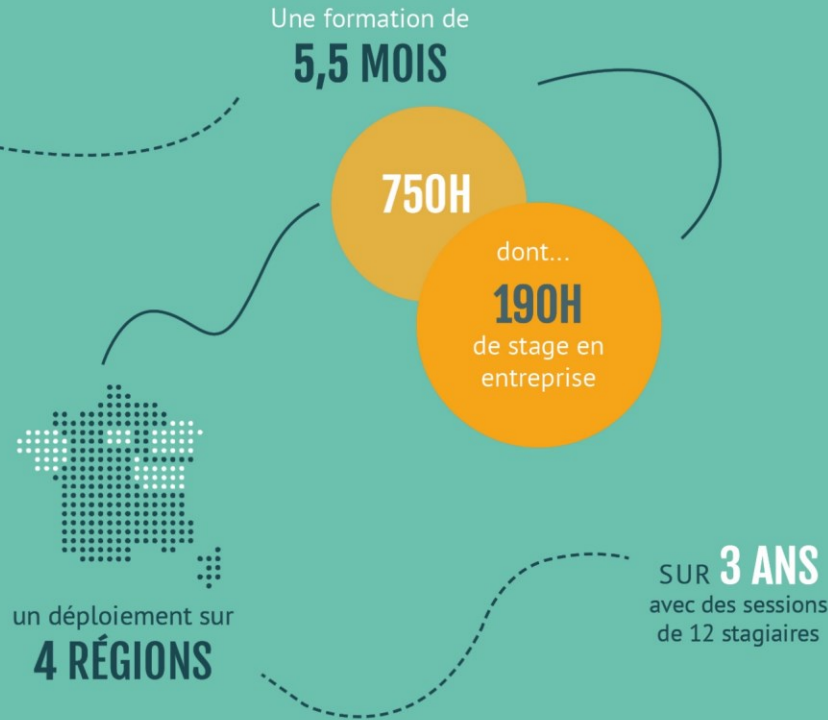 Une formation de
5,5 MOIS
750H
dont...
190H
de stage en
entreprise
un déploiement sur
4 RÉGIONS
SUR 3 ANS
avec des sessions
de 12 stagiaires